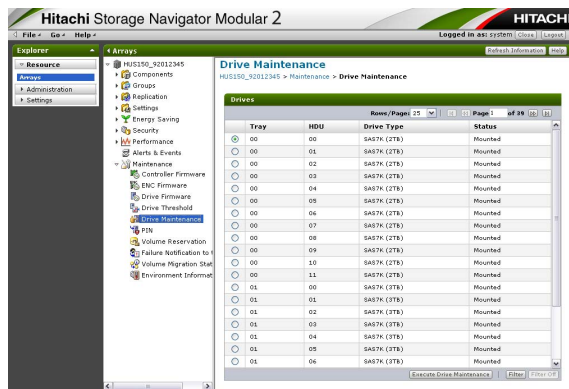 Hitachi Storage Navigator Modular 2
HITACHI
File Go Help
Logged in as: system Close Logout
Explorer
Arrays
Refresh Information Help
Resource
Arrays
Administration
Settings
HUS150_92012345
Components
Groups
Replication
Settings
Energy Saving
Security
Performance
Alerts & Events
Maintenance
Controller Firmware
ENC Firmware
Drive Firmware
Drive Threshold
Drive Maintenance
PIN
Volume Reservation
Failure Notification to t
Volume Migration Stat
Environment Informat
Drive Maintenance
HUS150_92012345 > Maintenance > Drive Maintenance
Drives
Rows/Page: 25 Page 1 of 39
Tray HDU Drive Type Status
00 00 SAS7K (2TB) Mounted
00 01 SAS7K (2TB) Mounted
00 02 SAS7K (2TB) Mounted
00 03 SAS7K (2TB) Mounted
00 04 SAS7K (2TB) Mounted
00 05 SAS7K (2TB) Mounted
00 06 SAS7K (2TB) Mounted
00 07 SAS7K (2TB) Mounted
00 08 SAS7K (2TB) Mounted
00 09 SAS7K (2TB) Mounted
00 10 SAS7K (2TB) Mounted
00 11 SAS7K (2TB) Mounted
01 00 SAS7K (3TB) Mounted
01 01 SAS7K (3TB) Mounted
01 02 SAS7K (3TB) Mounted
01 03 SAS7K (3TB) Mounted
01 04 SAS7K (3TB) Mounted
01 05 SAS7K (3TB) Mounted
01 06 SAS7K (3TB) Mounted
Execute Drive Maintenance Filter Filter Off